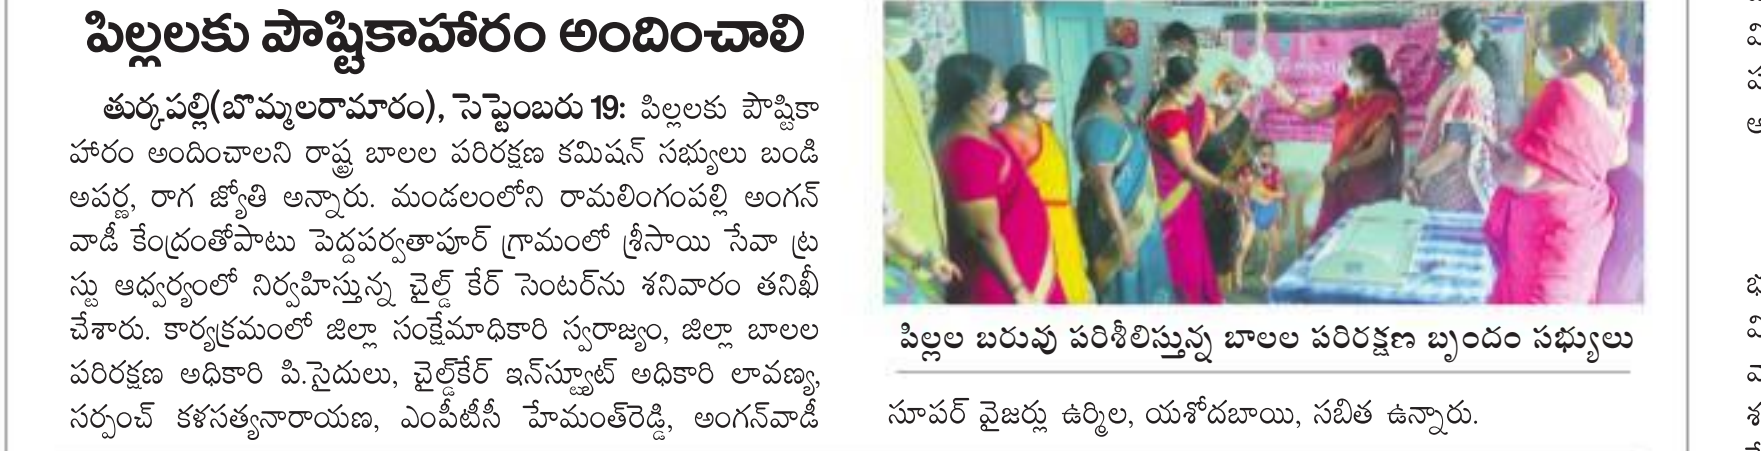 పిల్లలకు పౌష్టికాహారం అందించాలి
తుర్కపల్లి(బొమ్మలరామారం), సెప్టెంబరు 19: పిల్లలకు పౌష్టికా
హారం అందించాలని రాష్ట్ర బాలల పరిరక్షణ కమిషన్ సభ్యులు బండి
అపర్ణ, రాగ జ్యోతి అన్నారు. మండలంలోని రామలింగంపల్లి అంగన్
వాడీ కేంద్రంతోపాటు పెద్దపర్వతాపూర్ గ్రామంలో శ్రీసాయి సేవా ట్ర
స్టు ఆధ్వర్యంలో నిర్వహిస్తున్న చైల్డ్ కేర్ సెంటర్‌ను శనివారం తనిఖీ
చేశారు. కార్యక్రమంలో జిల్లా సంక్షేమాధికారి స్వరాజ్యం, జిల్లా బాలల
పరిరక్షణ అధికారి పి.సైదులు, చైల్డ్‌కేర్ ఇన్‌స్ట్యూట్ అధికారి లావణ్య,
సర్పంచ్ కళసత్యనారాయణ, ఎంపీటీసీ హేమంత్‌రెడ్డి, అంగన్‌వాడీ
పిల్లల బరువు పరిశీలిస్తున్న బాలల పరిరక్షణ బృందం సభ్యులు
సూపర్ వైజర్లు ఉర్మిల, యశోదబాయి, సబిత ఉన్నారు.